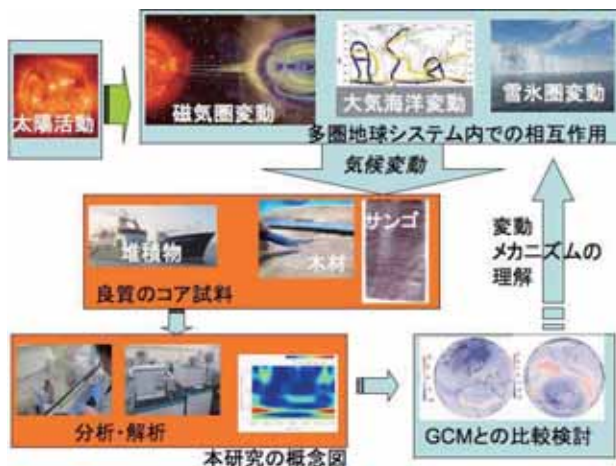 太陽活動
磁気圏変動
大気海洋変動
雪氷圏変動
多圏地球システム内での相互作用
気候変動
堆積物
木材
サンゴ
良質のコア試料
変動
メカニズムの
理解
分析・解析
GCMとの比較検討
本研究の概念図